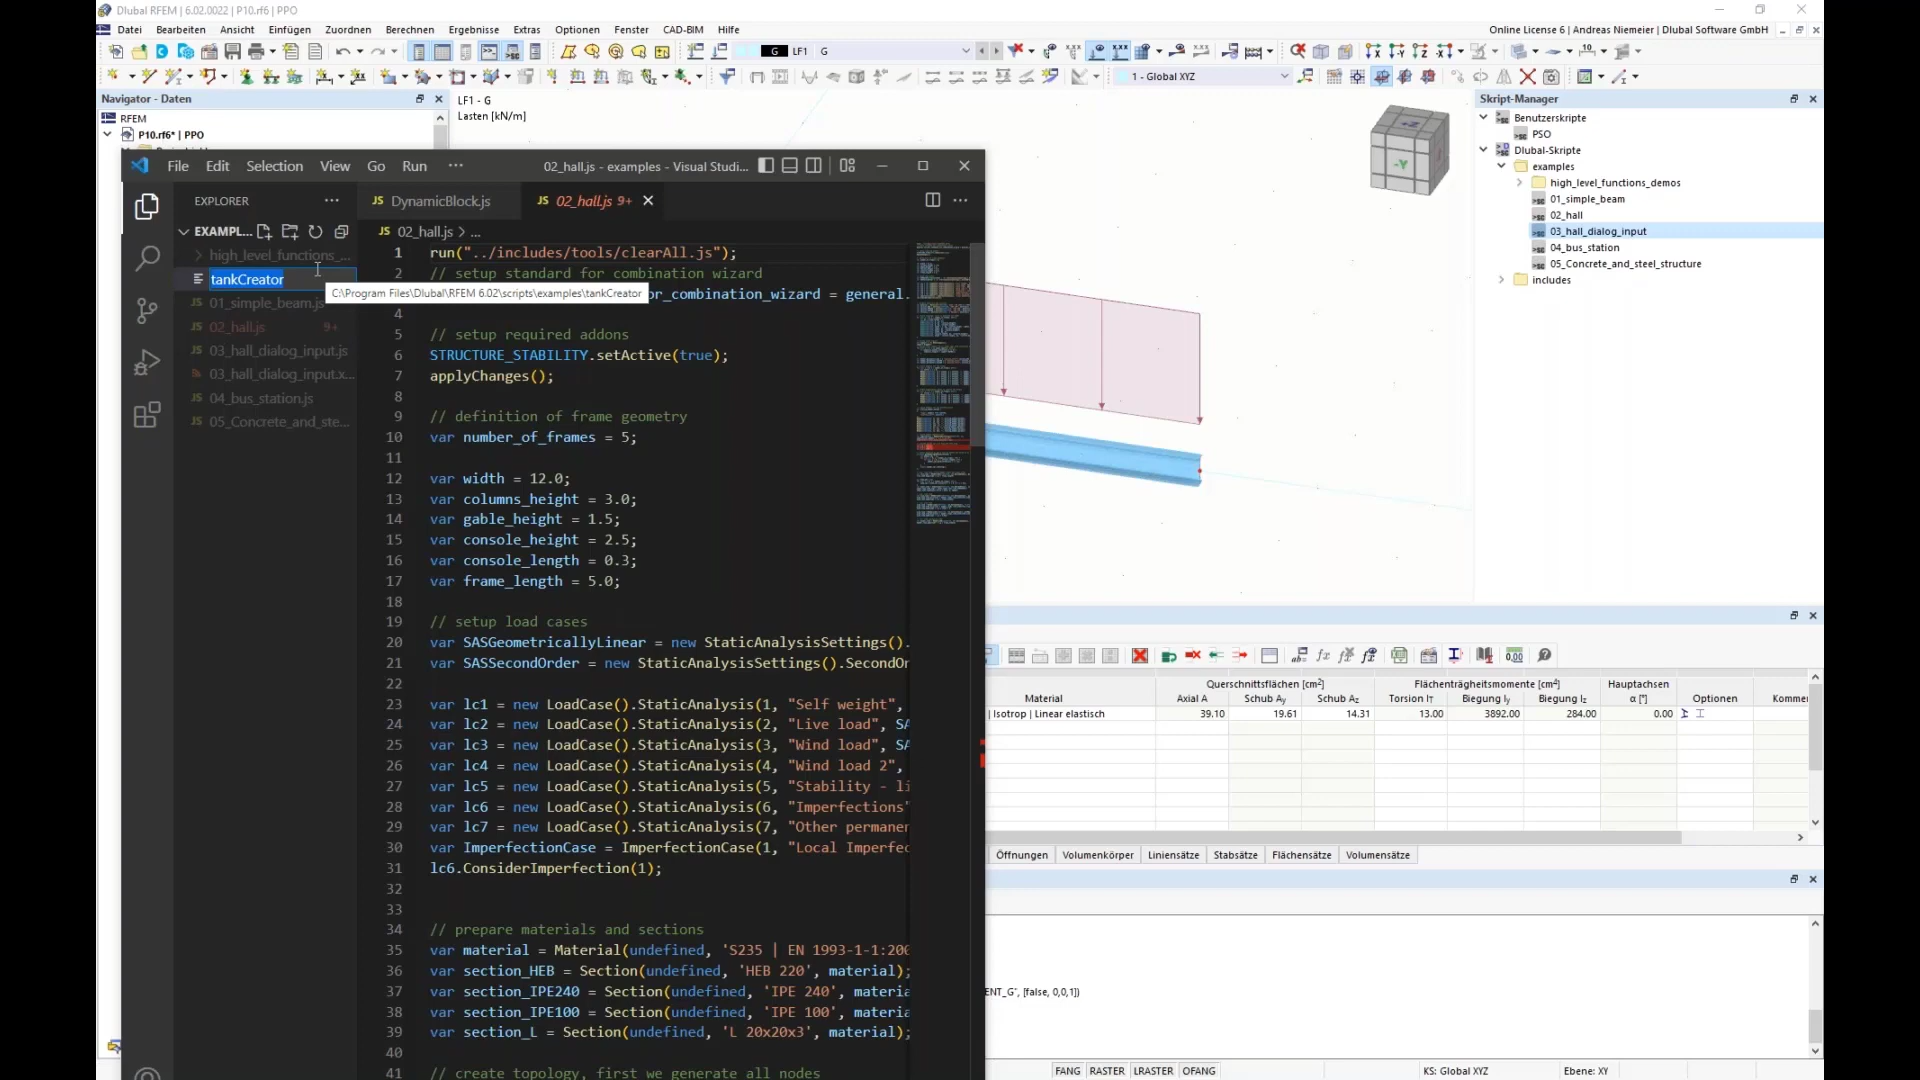 Dlubal RFEM | 6.02.0022 | P10.rf6* | PPO
Datei Bearbeiten Ansicht Einfügen Zuordnen Berechnen Ergebnisse Extras Optionen Fenster CAD-BIM Hilfe
Online License 6 | Andreas Niemeier | Dlubal Software GmbH
G LF1 G
1 - Global XYZ
Navigator - Daten
RFEM
P10.rf6* | PPO
LF1 - G
Lasten [kN/m]
+Z
-Y
Skript-Manager
Benutzerskripte
PSO
Dlubal-Skripte
examples
high_level_functions_demos
01_simple_beam
02_hall
03_hall_dialog_input
04_bus_station
05_Concrete_and_steel_structure
includes
File Edit Selection View Go Run ···
02_hall.js - examples - Visual Studi...
EXPLORER
EXAMPL...
high_level_functions_...
tankCreator
C:\Program Files\Dlubal\RFEM 6.02\scripts\examples\tankCreator
01_simple_beam.js
02_hall.js 9+
03_hall_dialog_input.js
03_hall_dialog_input.x...
04_bus_station.js
05_Concrete_and_ste...
JS DynamicBlock.js JS 02_hall.js 9+
JS 02_hall.js > ...
1 run("../includes/tools/clearAll.js");
2 // setup standard for combination wizard
or_combination_wizard = general.
4
5 // setup required addons
6 STRUCTURE_STABILITY.setActive(true);
7 applyChanges();
8
9 // definition of frame geometry
10 var number_of_frames = 5;
11
12 var width = 12.0;
13 var columns_height = 3.0;
14 var gable_height = 1.5;
15 var console_height = 2.5;
16 var console_length = 0.3;
17 var frame_length = 5.0;
18
19 // setup load cases
20 var SASGeometricallyLinear = new StaticAnalysisSettings().
21 var SASSecondOrder = new StaticAnalysisSettings().SecondOr
22
23 var lc1 = new LoadCase().StaticAnalysis(1, "Self weight",
24 var lc2 = new LoadCase().StaticAnalysis(2, "Live load", SA
25 var lc3 = new LoadCase().StaticAnalysis(3, "Wind load", SA
26 var lc4 = new LoadCase().StaticAnalysis(4, "Wind load 2",
27 var lc5 = new LoadCase().StaticAnalysis(5, "Stability - li
28 var lc6 = new LoadCase().StaticAnalysis(6, "Imperfections"
29 var lc7 = new LoadCase().StaticAnalysis(7, "Other permanen
30 var ImperfectionCase = ImperfectionCase(1, "Local Imperfec
31 lc6.ConsiderImperfection(1);
32
33
34 // prepare materials and sections
35 var material = Material(undefined, 'S235 | EN 1993-1-1:200
36 var section_HEB = Section(undefined, 'HEB 220', material);
37 var section_IPE240 = Section(undefined, 'IPE 240', materia
38 var section_IPE100 = Section(undefined, 'IPE 100', materia
39 var section_L = Section(undefined, 'L 20x20x3', material);
40
41 // create topology, first we generate all nodes
Querschnittsflächen [cm²] Flächenträgheitsmomente [cm⁴] Hauptachsen
Material Axial A Schub Ay Schub Az Torsion IT Biegung Iy Biegung Iz α [°] Optionen Komme
| Isotrop | Linear elastisch 39.10 19.61 14.31 13.00 3892.00 284.00 0.00
Öffnungen Volumenkörper Liniensätze Stabsätze Flächensätze Volumensätze
ENT_G", [false, 0,0,1])
FANG RASTER LRASTER OFANG KS: Global XYZ Ebene: XY